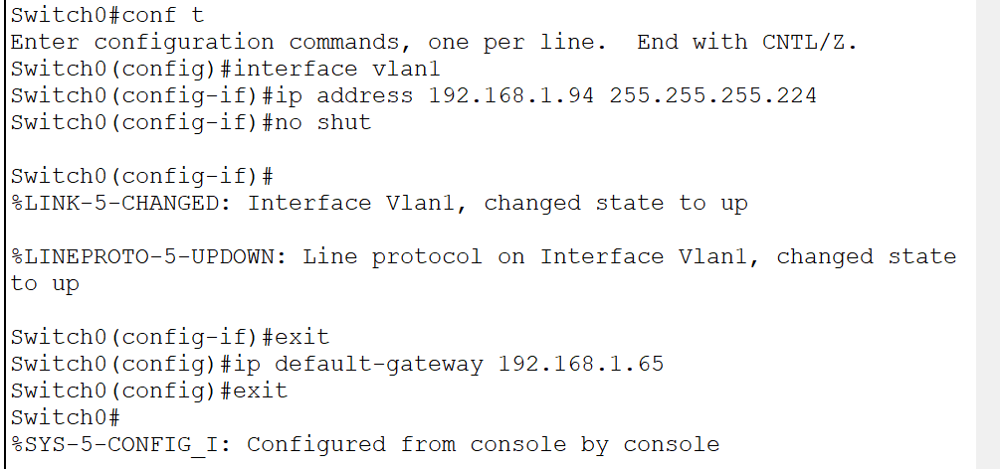 Switch0#conf t
Enter configuration commands, one per line.  End with CNTL/Z.
Switch0(config)#interface vlan1
Switch0(config-if)#ip address 192.168.1.94 255.255.255.224
Switch0(config-if)#no shut
Switch0(config-if)#
%LINK-5-CHANGED: Interface Vlan1, changed state to up
%LINEPROTO-5-UPDOWN: Line protocol on Interface Vlan1, changed state
to up
Switch0(config-if)#exit
Switch0(config)#ip default-gateway 192.168.1.65
Switch0(config)#exit
Switch0#
%SYS-5-CONFIG_I: Configured from console by console